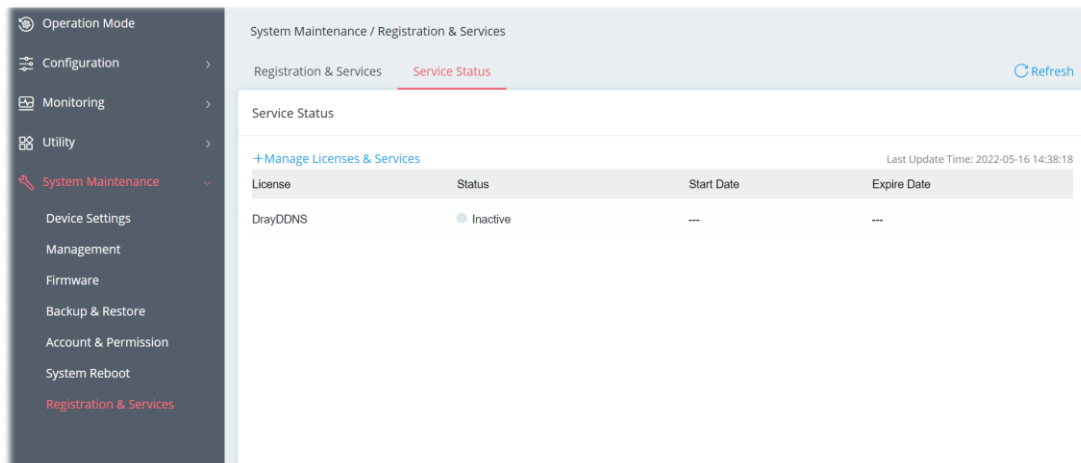 Operation Mode
Configuration
Monitoring
Utility
System Maintenance
Device Settings
Management
Firmware
Backup & Restore
Account & Permission
System Reboot
Registration & Services
System Maintenance / Registration & Services
Registration & Services Service Status Refresh
Service Status
+Manage Licenses & Services Last Update Time: 2022-05-16 14:38:18
License Status Start Date Expire Date
DrayDDNS Inactive --- ---